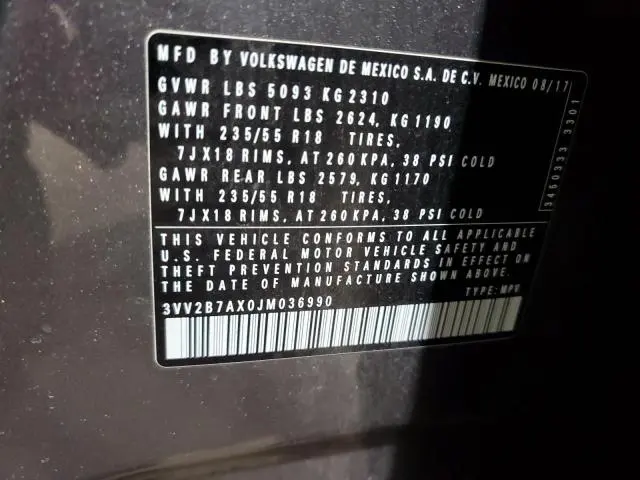 MFD BY VOLKSWAGEN DE MEXICO S.A. DE C.V. MEXICO 08/17
GVWR LBS 5093 KG 2310
GAWR FRONT LBS 2624, KG 1190
WITH 235/55 R18 TIRES,
7JX18 RIMS, AT 260 KPA, 38 PSI COLD
GAWR REAR LBS 2579, KG 1170
WITH 235/55 R18 TIRES,
7JX18 RIMS, AT 260 KPA, 38 PSI COLD
3450333 3301
THIS VEHICLE CONFORMS TO ALL APPLICABLE
U.S. FEDERAL MOTOR VEHICLE SAFETY AND
THEFT PREVENTION STANDARDS IN EFFECT ON
DATE OF MANUFACTURE SHOWN ABOVE.
3VV2B7AX0JM036990 TYPE: MPV